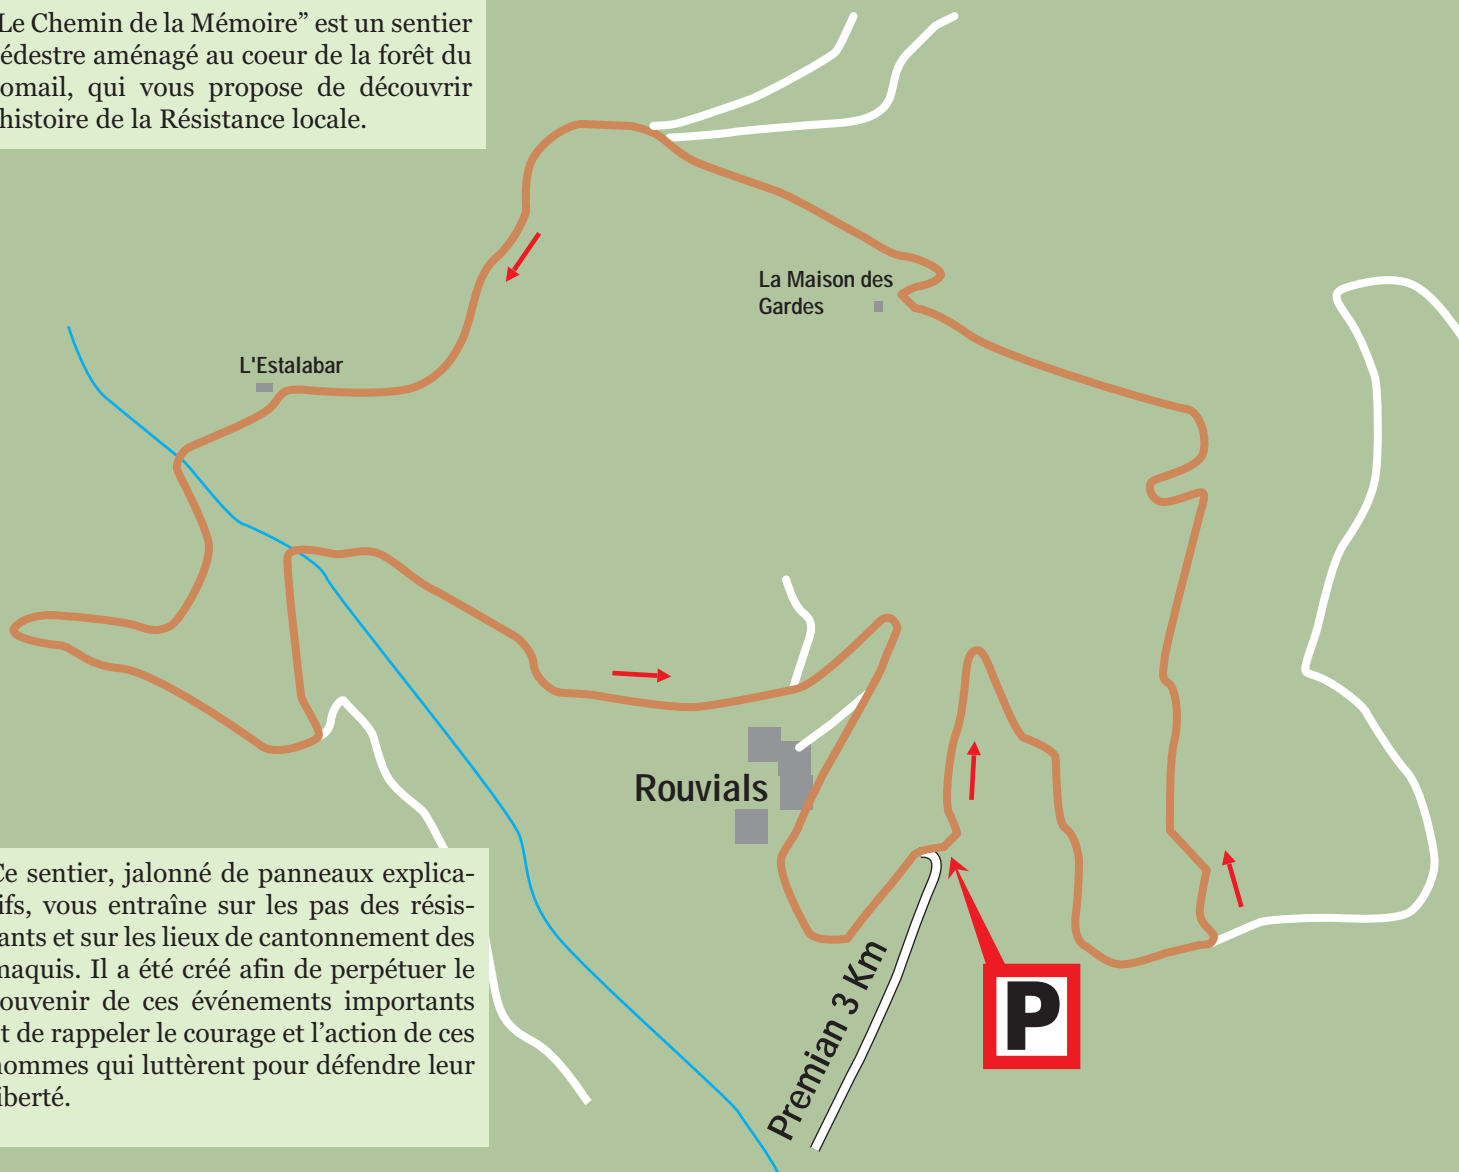 Le Chemin de la Mémoire” est un sentier
édestre aménagé au coeur de la forêt du
omail, qui vous propose de découvrir
histoire de la Résistance locale.
La Maison des
Gardes
L'Estalabar
Rouvials
Ce sentier, jalonné de panneaux explica-
ifs, vous entraîne sur les pas des résis-
ants et sur les lieux de cantonnement des
maquis. Il a été créé afin de perpétuer le
ouvenir de ces événements importants
t de rappeler le courage et l’action de ces
hommes qui luttèrent pour défendre leur
iberté.
Premian 3 Km
P